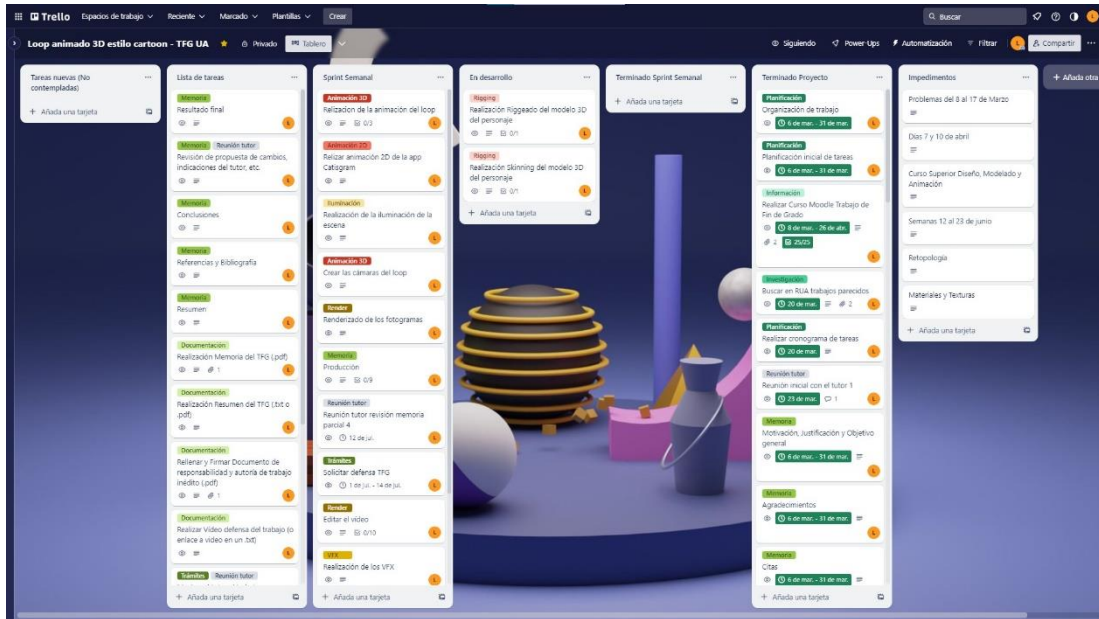 Trello Espacios de trabajo Reciente Marcado Plantillas Crear Buscar
Loop animado 3D estilo cartoon - TFG UA Privado Tablero Siguiendo Power Ups Automatización Filtrar Compartir
Tareas nuevas (No
contempladas)
+ Añada una tarjeta
Lista de tareas
Memoria
Resultado final
Memoria Reunión tutor
Revisión de propuesta de cambios,
indicaciones del tutor, etc.
Memoria
Conclusiones
Memoria
Referencias y Bibliografía
Memoria
Resumen
Documentación
Realización Memoria del TFG (.pdf)
1
Documentación
Realización Resumen del TFG (.txt o
.pdf)
Documentación
Rellenar y Firmar Documento de
responsabilidad y autoría de trabajo
inédito (.pdf)
1
Documentación
Realizar Vídeo defensa del trabajo (o
enlace a vídeo en un .txt)
Trámites Reunión tutor
+ Añada una tarjeta
Sprint Semanal
Animación 3D
Relizacion de la animación del loop
0/3
Animación 2D
Relizar animación 2D de la app
Catisgram
Iluminación
Realización de la iluminación de la
escena
Animación 3D
Crear las cámaras del loop
Render
Renderizado de los fotogramas
Memoria
Producción
0/9
Reunión tutor
Reunión tutor revisión memoria
parcial 4
12 de jul.
Trámites
Solicitar defensa TFG
1 de jul. - 14 de jul.
Render
Editar el vídeo
0/10
VFX
Realización de los VFX
+ Añada una tarjeta
En desarrollo
Rigging
Realización Riggeado del modelo 3D
del personaje
0/1
Rigging
Realización Skinning del modelo 3D
del personaje
0/1
+ Añada una tarjeta
Terminado Sprint Semanal
+ Añada una tarjeta
Terminado Proyecto
Planificación
Organización de trabajo
6 de mar. - 31 de mar.
Planificación
Planificación inicial de tareas
6 de mar. - 31 de mar.
Información
Realizar Curso Moodle Trabajo de
Fin de Grado
8 de mar. - 26 de abr.
2 25/25
Investigación
Buscar en RUA trabajos parecidos
20 de mar. 2
Planificación
Realizar cronograma de tareas
20 de mar.
Reunión tutor
Reunión inicial con el tutor 1
23 de mar. 1
Memoria
Motivación, Justificación y Objetivo
general
6 de mar. - 31 de mar.
Memoria
Agradecimientos
6 de mar. - 31 de mar.
Memoria
Citas
6 de mar. - 31 de mar.
+ Añada una tarjeta
Impedimentos
Problemas del 8 al 17 de Marzo
Días 7 y 10 de abril
Curso Superior Diseño, Modelado y
Animación
Semanas 12 al 23 de junio
Retopología
Materiales y Texturas
+ Añada una tarjeta
+ Añada otra